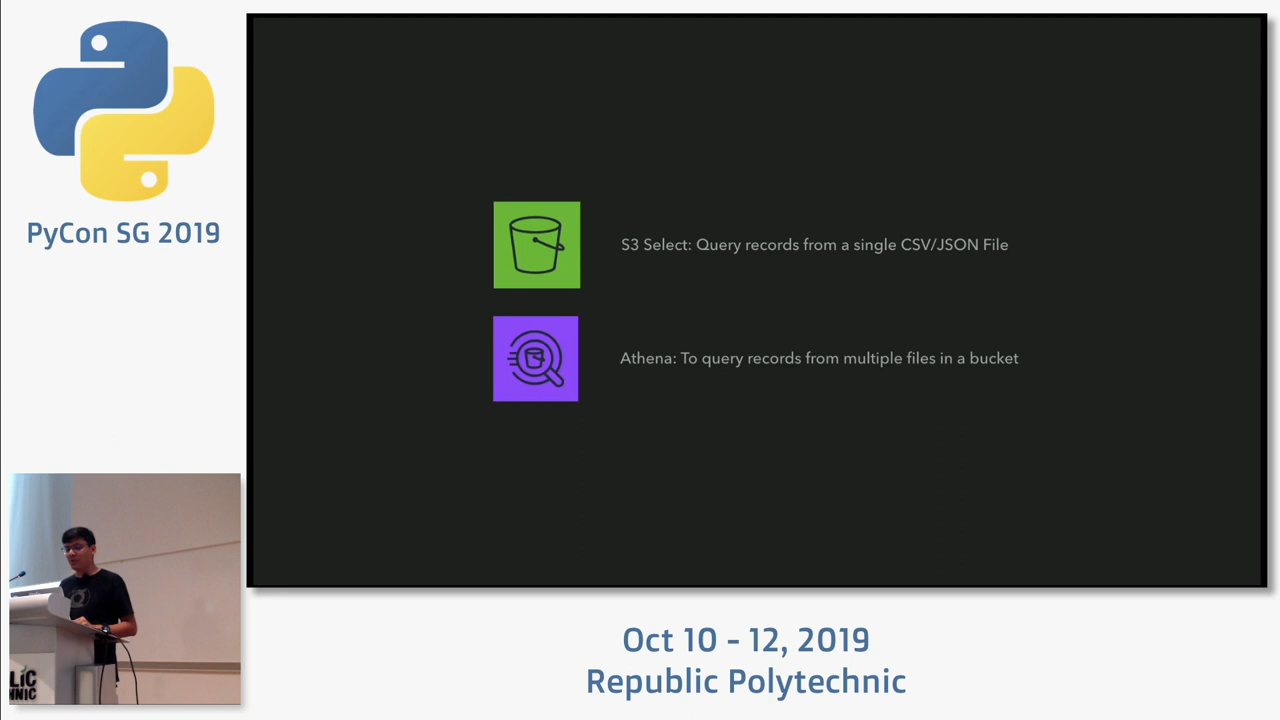 PyCon SG 2019
S3 Select: Query records from a single CSV/JSON File
Athena: To query records from multiple files in a bucket
Oct 10 - 12, 2019
Republic Polytechnic